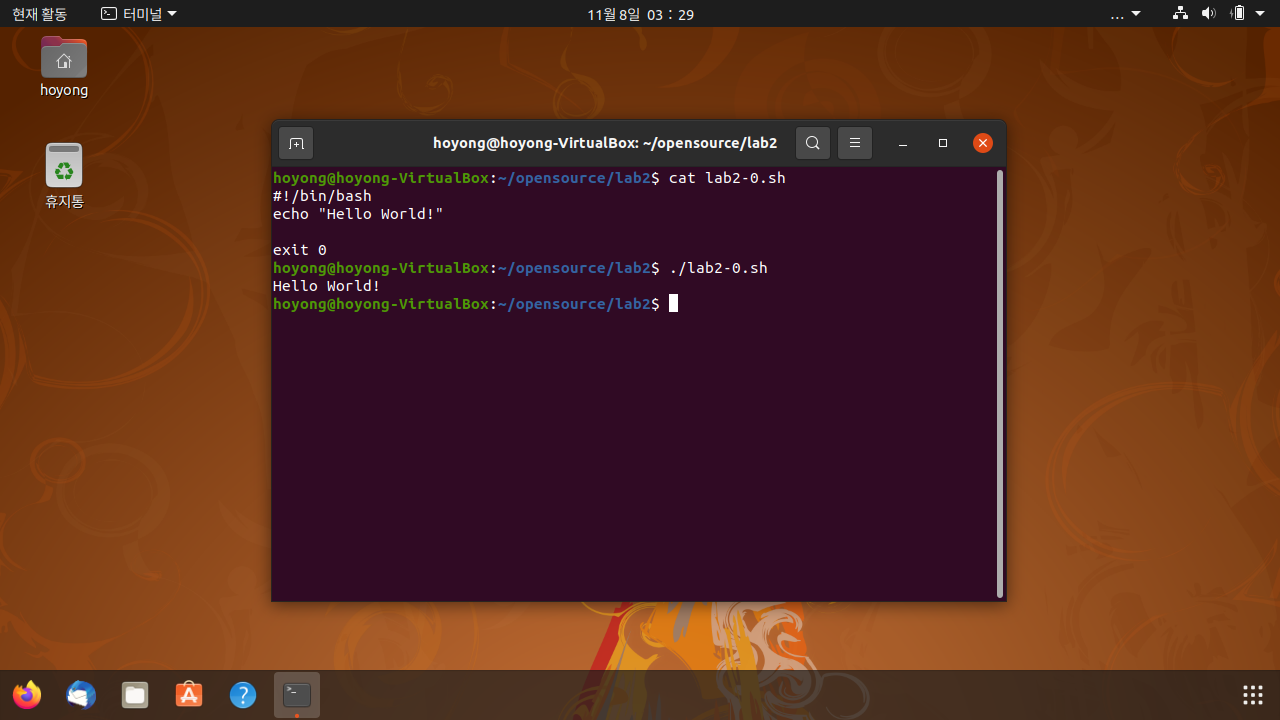 현재 활동 터미널 11월 8일 03 : 29 ...
hoyong
휴지통
hoyong@hoyong-VirtualBox: ~/opensource/lab2
hoyong@hoyong-VirtualBox:~/opensource/lab2$ cat lab2-0.sh
#!/bin/bash
echo "Hello World!"
exit 0
hoyong@hoyong-VirtualBox:~/opensource/lab2$ ./lab2-0.sh
Hello World!
hoyong@hoyong-VirtualBox:~/opensource/lab2$